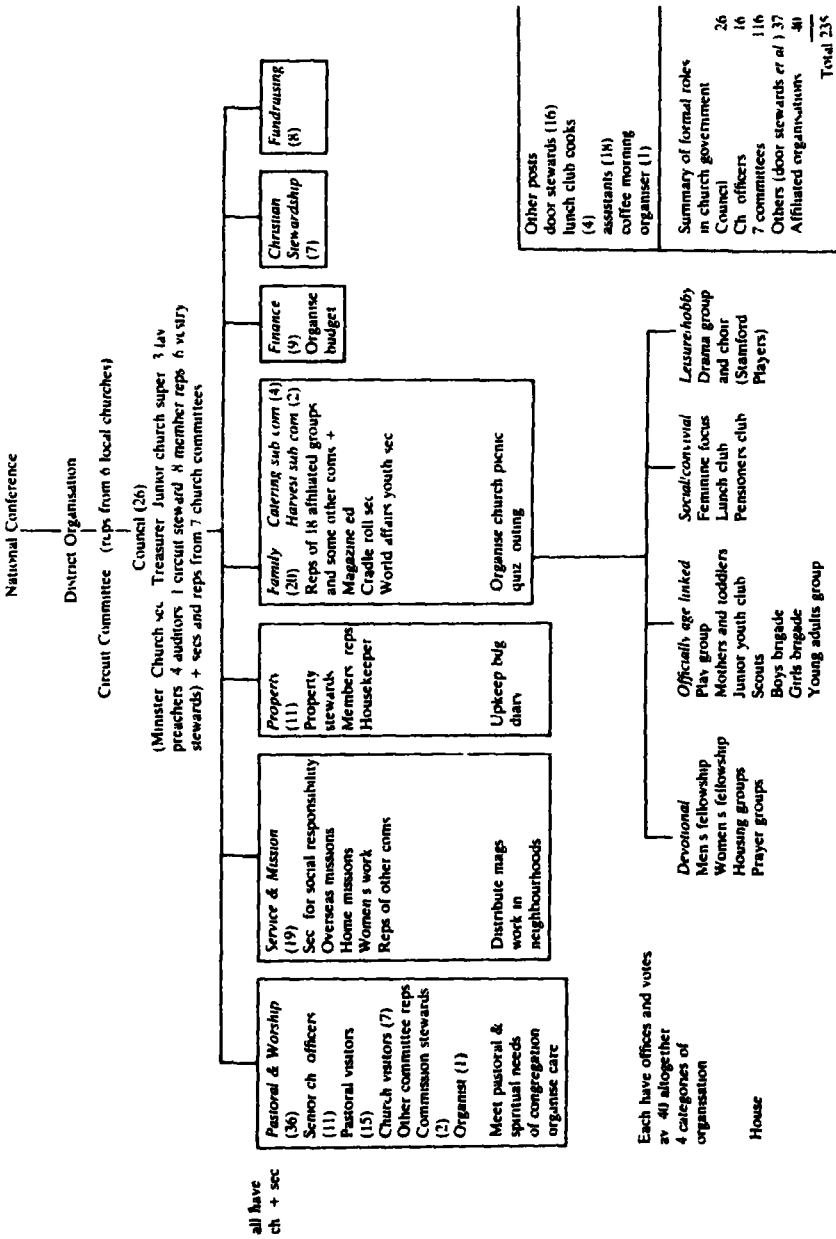 National Conference
District Organisation
Circuit Committee (reps from 6 local churches)
Council (26)
(Minister Church sec Treasurer Junior church super 3 lay
preachers 4 auditors 1 circuit steward 8 member reps 6 vestry
stewards) + secs and reps from 7 church committees
all have
ch + sec
Pastoral & Worship
(36)
Senior ch officers
(11)
Pastoral visitors
(15)
Church visitors (7)
Other committee reps
Commission stewards
(2)
Organist (1)
Meet pastoral &
spiritual needs
of congregation
organise care
Service & Mission
(19)
Sec for social responsibility
Overseas missions
Home missions
Women s work
Reps of other coms
Distribute mags
work in
neighbourhoods
Property
(11)
Property
stewards
Members reps
Housekeeper
Upkeep bdg
diary
Family Catering sub com (4)
(20) Harvest sub com (2)
Reps of 18 affiliated groups
and some other coms +
Magazine ed
Cradle roll sec
World affairs youth sec
Organise church picnic
quiz outing
Finance
(9)
Organise
budget
Christian
Stewardship
(7)
Fundraising
(8)
Each have offices and votes
av 40 altogether
4 categories of
organisation
House
Devotional
Men s fellowship
Women s fellowship
Housing groups
Prayer groups
Officially age linked
Play group
Mothers and toddlers
Junior youth club
Scouts
Boys brigade
Girls brigade
Young adults group
Social/convivial
Feminine focus
Lunch club
Pensioners club
Leisure/hobby
Drama group
and choir
(Stamford
Players)
Other posts
door stewards (16)
lunch club cooks
(4)
assistants (18)
coffee morning
organiser (1)
Summary of formal roles
in church government
Council 26
Ch officers 16
7 committees 116
Others (door stewards et al ) 37
Affiliated organisations 40
Total 235